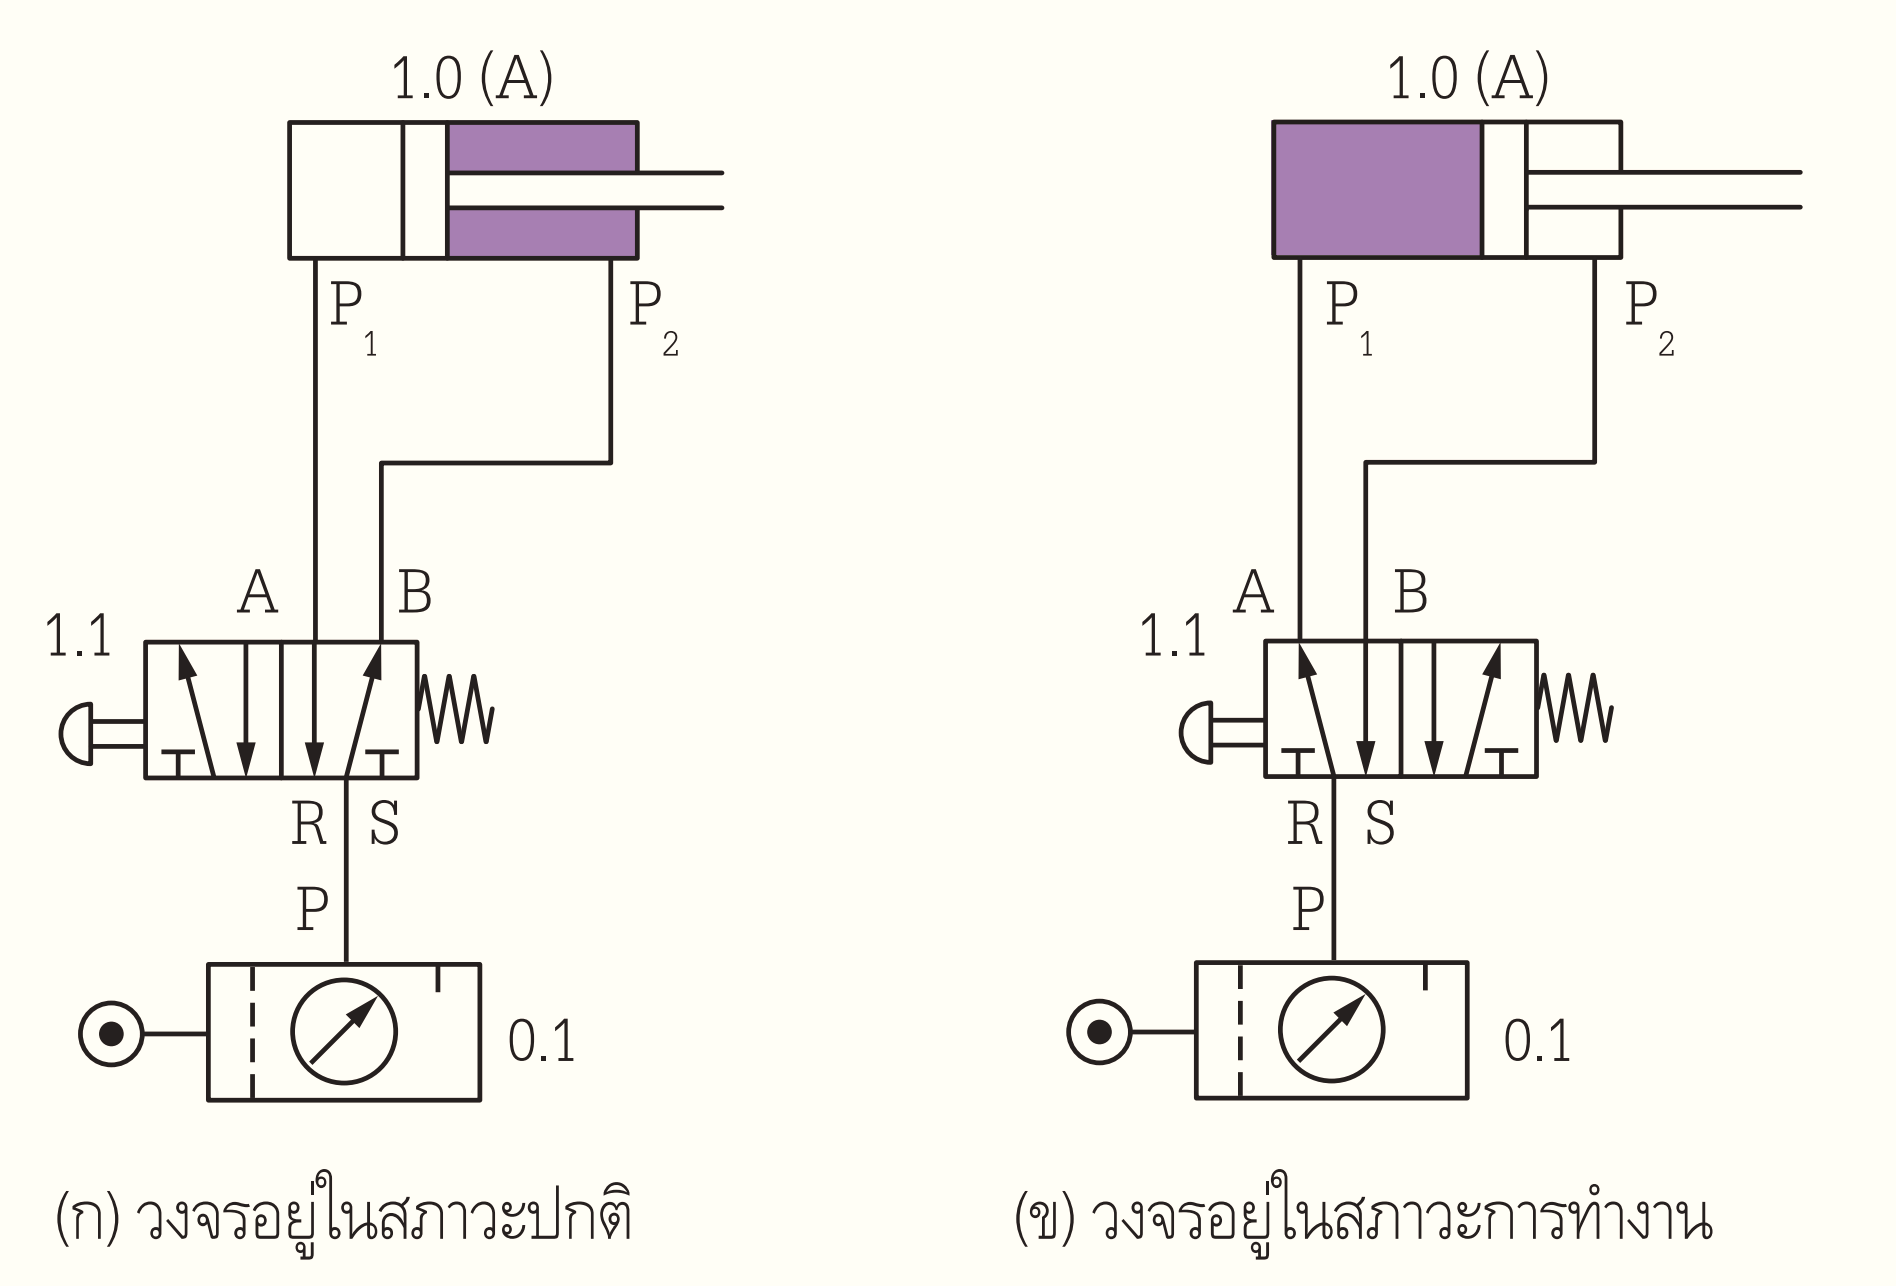 1.0 (A)
P1
P2
A
B
1.1
R
S
P
0.1
(ก) วงจรอยู่ในสภาวะปกติ
1.0 (A)
P1
P2
A
B
1.1
R
S
P
0.1
(ข) วงจรอยู่ในสภาวะการทำงาน